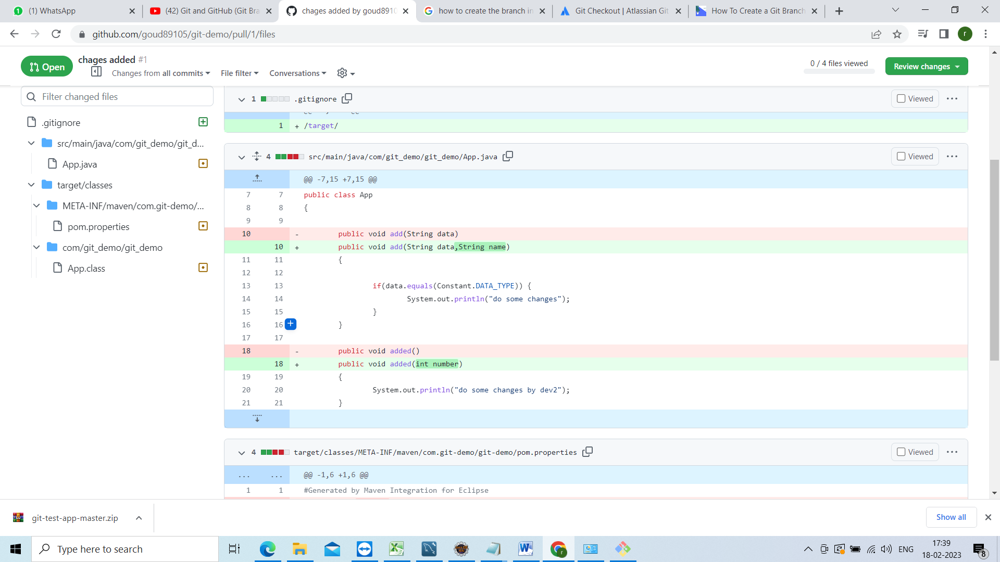 (1) WhatsApp
(42) Git and GitHub (Git Bra
chages added by goud8910
how to create the branch in
Git Checkout | Atlassian Git
How To Create a Git Branch
github.com/goud89105/git-demo/pull/1/files
r
Open
chages added #1
Changes from all commits
File filter
Conversations
0 / 4 files viewed
Review changes
Filter changed files
.gitignore
src/main/java/com/git_demo/git_d...
App.java
target/classes
META-INF/maven/com.git-demo/...
pom.properties
com/git_demo/git_demo
App.class
1 .gitignore
Viewed
1 + /target/
4 src/main/java/com/git_demo/git_demo/App.java
Viewed
@@ -7,15 +7,15 @@
7 7 public class App
8 8 {
9 9
10 - public void add(String data)
10 + public void add(String data,String name)
11 11 {
12 12
13 13 if(data.equals(Constant.DATA_TYPE)) {
14 14 System.out.println("do some changes");
15 15 }
16 16 }
17 17
18 - public void added()
18 + public void added(int number)
19 19 {
20 20 System.out.println("do some changes by dev2");
21 21 }
4 target/classes/META-INF/maven/com.git-demo/git-demo/pom.properties
Viewed
... ... @@ -1,6 +1,6 @@
1 1 #Generated by Maven Integration for Eclipse
git-test-app-master.zip
Show all
Type here to search
r
ENG
17:39
18-02-2023
8